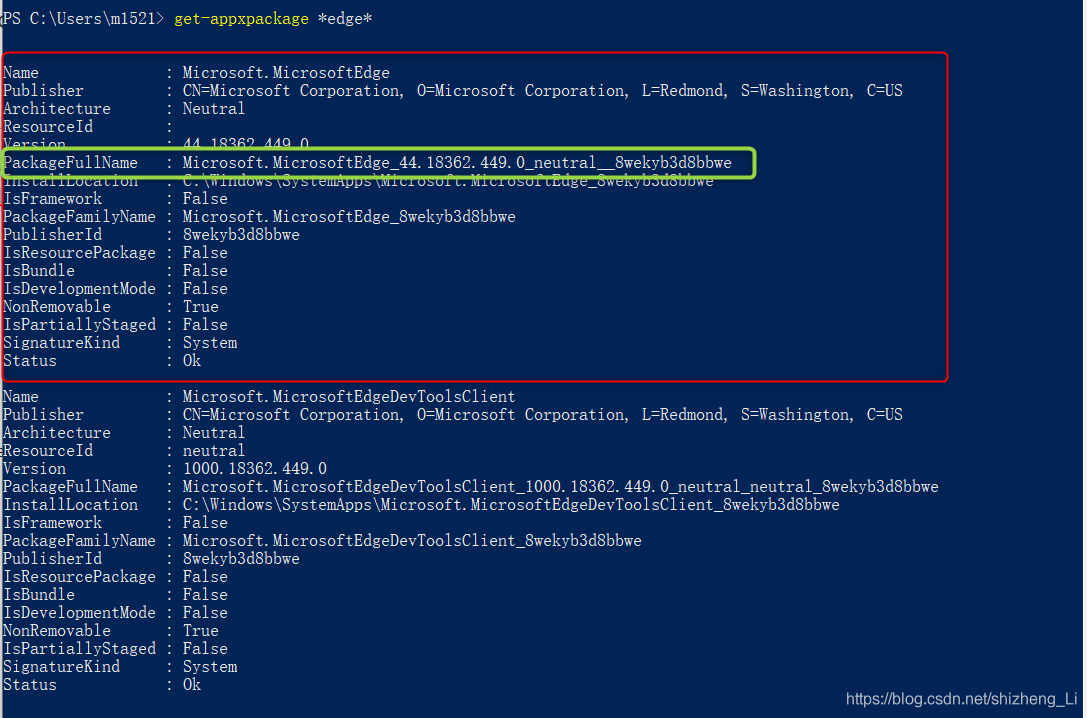 PS C:\Users\m1521> get-appxpackage *edge*
Name : Microsoft.MicrosoftEdge
Publisher : CN=Microsoft Corporation, O=Microsoft Corporation, L=Redmond, S=Washington, C=US
Architecture : Neutral
ResourceId :
Version : 44.18362.449.0
PackageFullName : Microsoft.MicrosoftEdge_44.18362.449.0_neutral__8wekyb3d8bbwe
InstallLocation : C:\Windows\SystemApps\Microsoft.MicrosoftEdge_8wekyb3d8bbwe
IsFramework : False
PackageFamilyName : Microsoft.MicrosoftEdge_8wekyb3d8bbwe
PublisherId : 8wekyb3d8bbwe
IsResourcePackage : False
IsBundle : False
IsDevelopmentMode : False
NonRemovable : True
IsPartiallyStaged : False
SignatureKind : System
Status : Ok
Name : Microsoft.MicrosoftEdgeDevToolsClient
Publisher : CN=Microsoft Corporation, O=Microsoft Corporation, L=Redmond, S=Washington, C=US
Architecture : Neutral
ResourceId : neutral
Version : 1000.18362.449.0
PackageFullName : Microsoft.MicrosoftEdgeDevToolsClient_1000.18362.449.0_neutral_neutral_8wekyb3d8bbwe
InstallLocation : C:\Windows\SystemApps\Microsoft.MicrosoftEdgeDevToolsClient_8wekyb3d8bbwe
IsFramework : False
PackageFamilyName : Microsoft.MicrosoftEdgeDevToolsClient_8wekyb3d8bbwe
PublisherId : 8wekyb3d8bbwe
IsResourcePackage : False
IsBundle : False
IsDevelopmentMode : False
NonRemovable : True
IsPartiallyStaged : False
SignatureKind : System
Status : Ok
https://blog.csdn.net/shizheng_Li